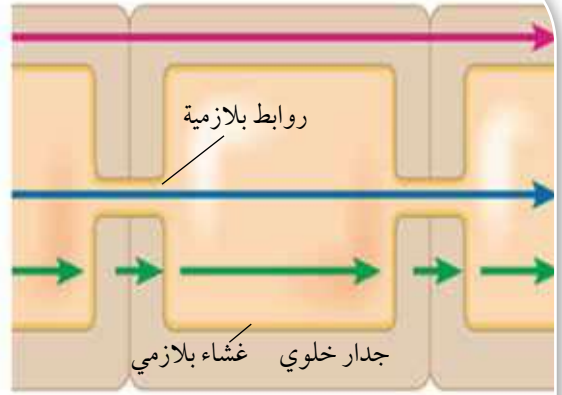 روابط بلازمية
جدار خلوي
غشاء بلازمي